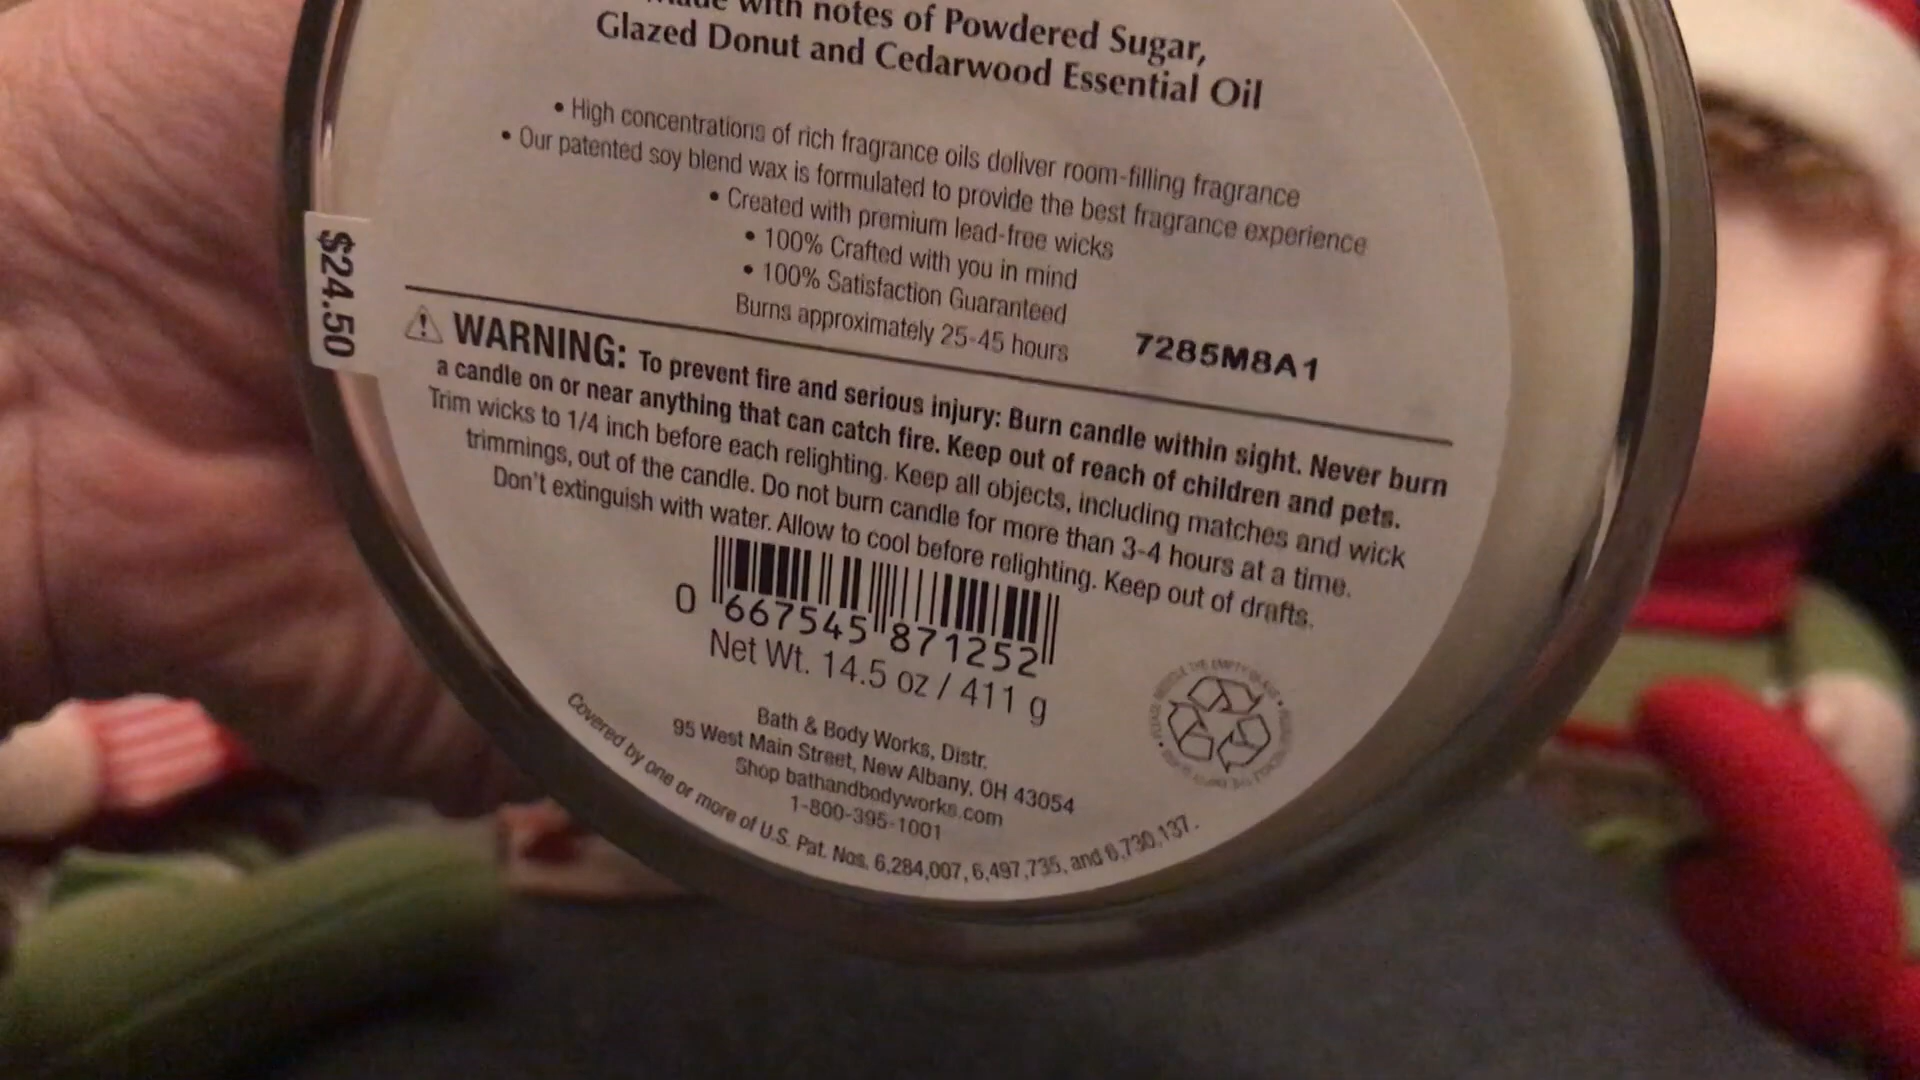 with notes of Powdered Sugar,
Glazed Donut and Cedarwood Essential Oil
• High concentrations of rich fragrance oils deliver room-filling fragrance
• Our patented soy blend wax is formulated to provide the best fragrance experience
• Created with premium lead-free wicks
• 100% Crafted with you in mind
• 100% Satisfaction Guaranteed
Burns approximately 25-45 hours
7285M8A1
$24.50
⚠ WARNING: To prevent fire and serious injury: Burn candle within sight. Never burn
a candle on or near anything that can catch fire. Keep out of reach of children and pets.
Trim wicks to 1/4 inch before each relighting. Keep all objects, including matches and wick
trimmings, out of the candle. Do not burn candle for more than 3-4 hours at a time.
Don't extinguish with water. Allow to cool before relighting. Keep out of drafts.
0 667545 871252
Net Wt. 14.5 oz / 411 g
Bath & Body Works, Distr.
95 West Main Street, New Albany, OH 43054
Shop bathandbodyworks.com
1-800-395-1001
Covered by one or more of U.S. Pat. Nos. 6,284,007, 6,497,735, and 6,730,137.